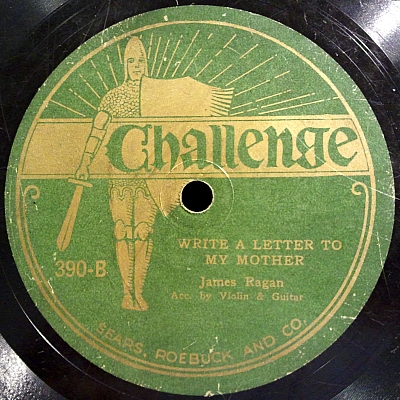 Challenge
390-B
WRITE A LETTER TO
MY MOTHER
James Ragan
Acc. by Violin & Guitar
SEARS, ROEBUCK AND CO.